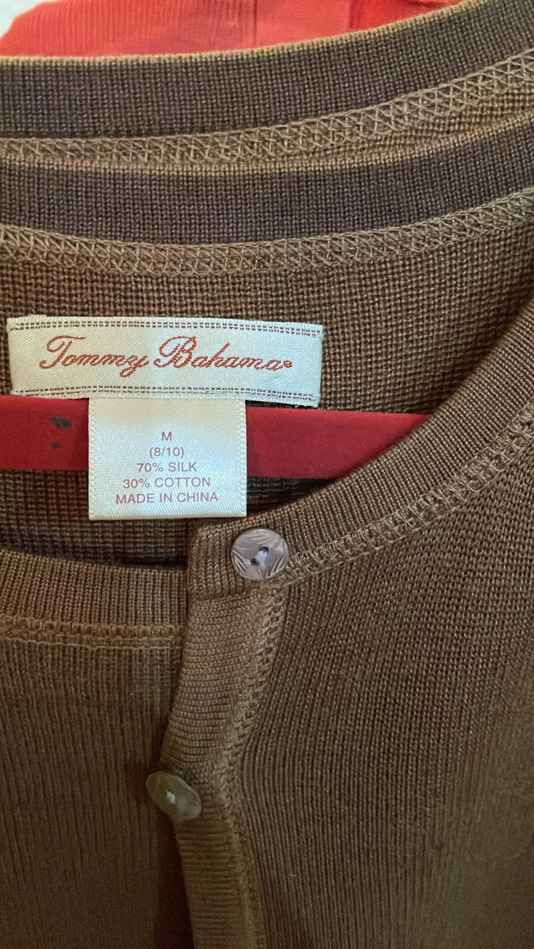 Tommy Bahama
M
(8/10)
70% SILK
30% COTTON
MADE IN CHINA